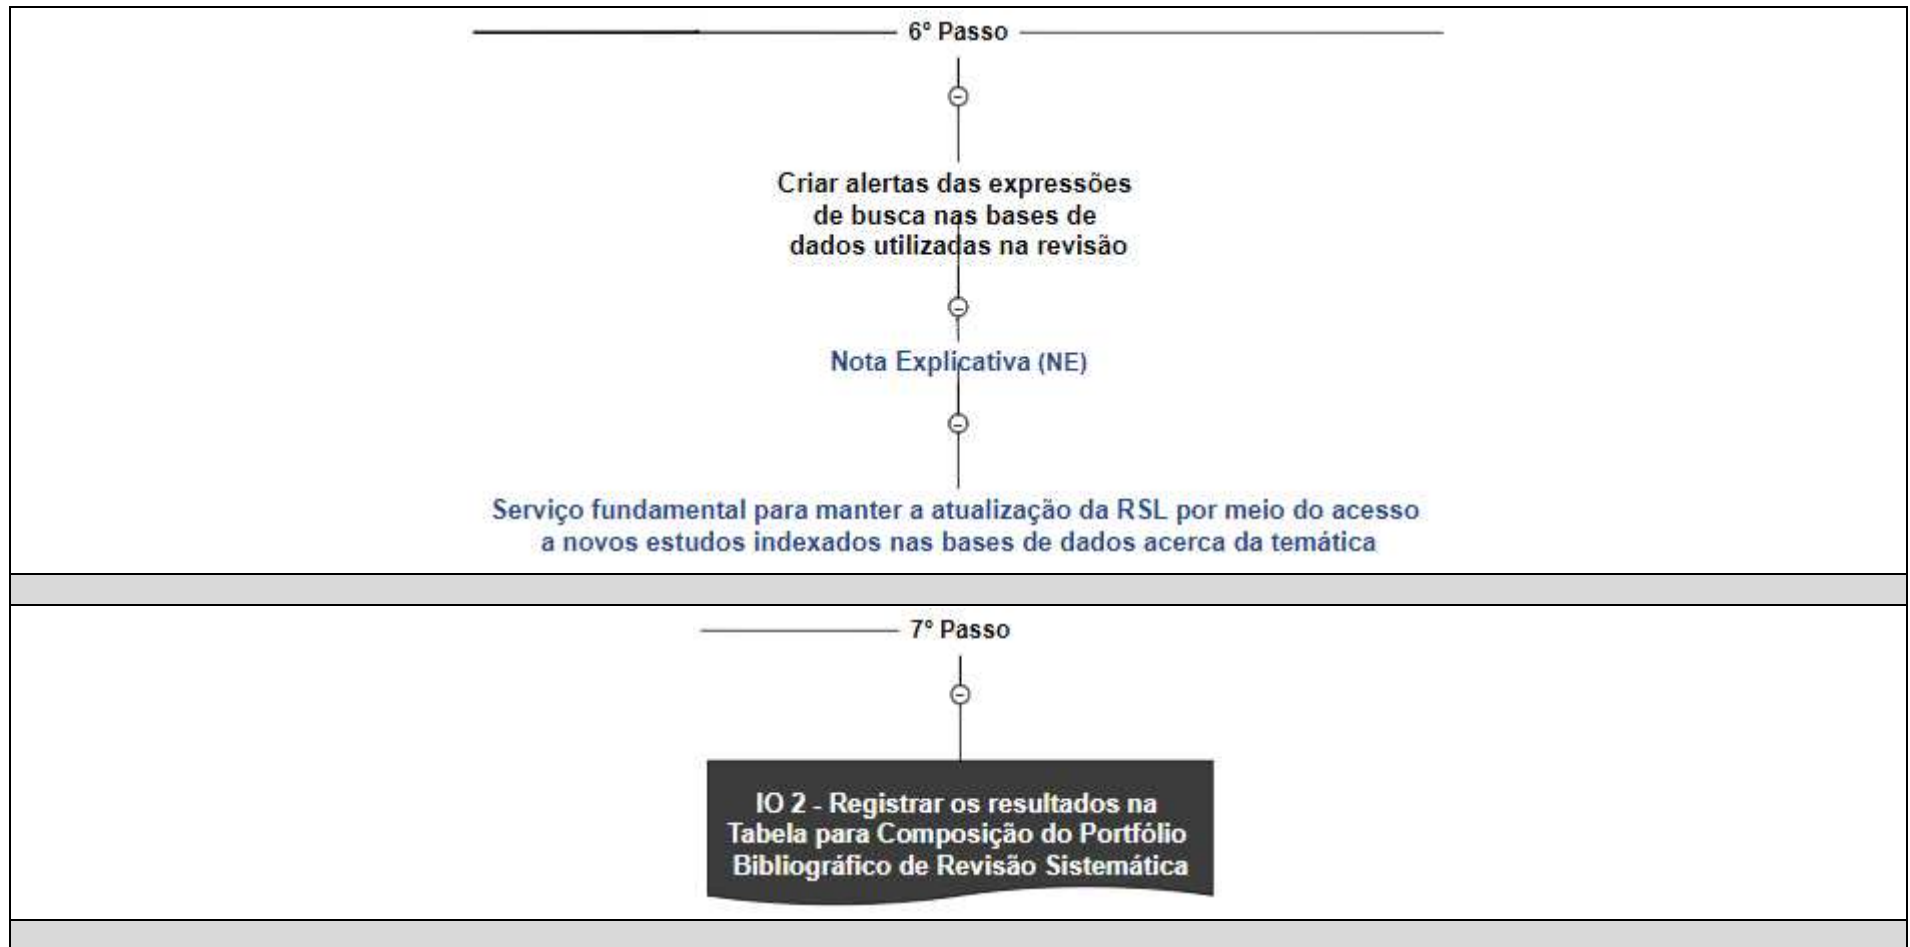 6° Passo
Criar alertas das expressões
de busca nas bases de
dados utilizadas na revisão
Nota Explicativa (NE)
Serviço fundamental para manter a atualização da RSL por meio do acesso
a novos estudos indexados nas bases de dados acerca da temática
7° Passo
IO 2 - Registrar os resultados na
Tabela para Composição do Portfólio
Bibliográfico de Revisão Sistemática